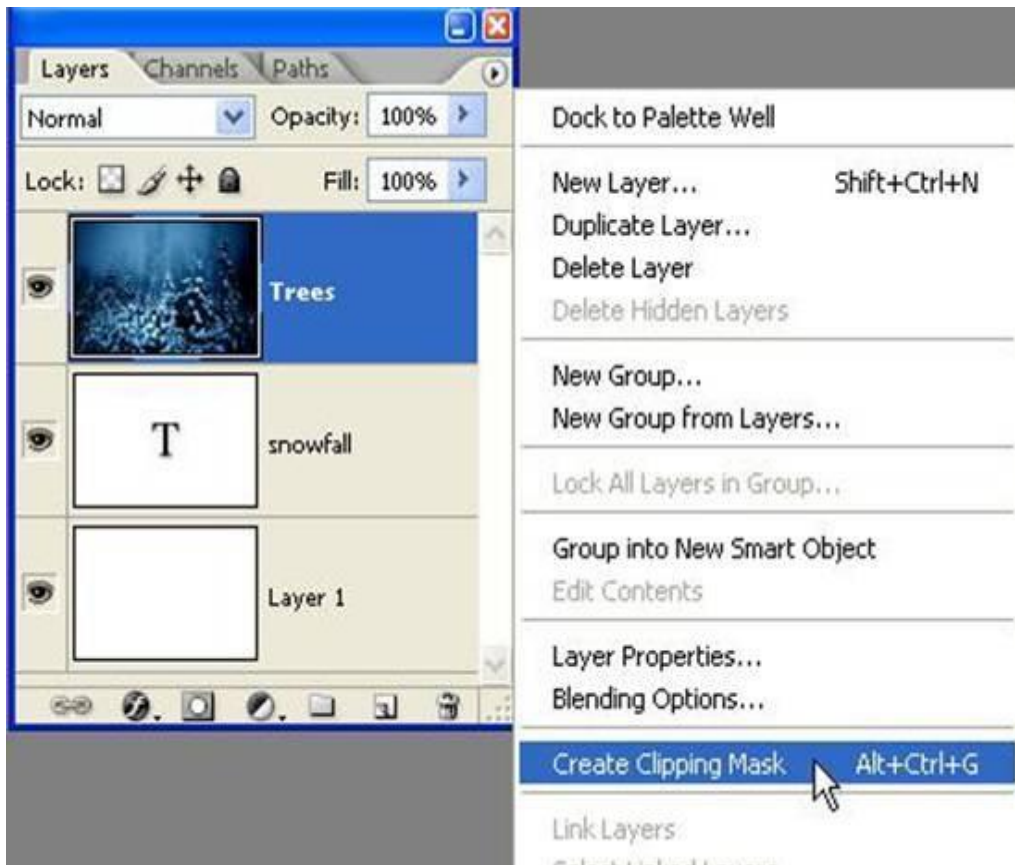 Layers Channels Paths
Normal Opacity: 100%
Lock: Fill: 100%
Trees
T
snowfall
Layer 1
Dock to Palette Well
New Layer... Shift+Ctrl+N
Duplicate Layer...
Delete Layer
Delete Hidden Layers
New Group...
New Group from Layers...
Lock All Layers in Group...
Group into New Smart Object
Edit Contents
Layer Properties...
Blending Options...
Create Clipping Mask Alt+Ctrl+G
Link Layers